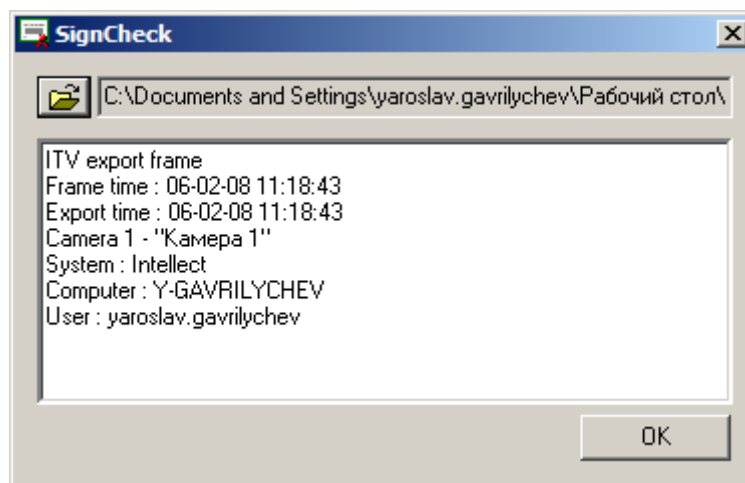 SignCheck
C:\Documents and Settings\yaroslav.gavrilychev\Рабочий стол\
ITV export frame
Frame time : 06-02-08 11:18:43
Export time : 06-02-08 11:18:43
Camera 1 - "Камера 1"
System : Intellect
Computer : Y-GAVRILYCHEV
User : yaroslav.gavrilychev
OK